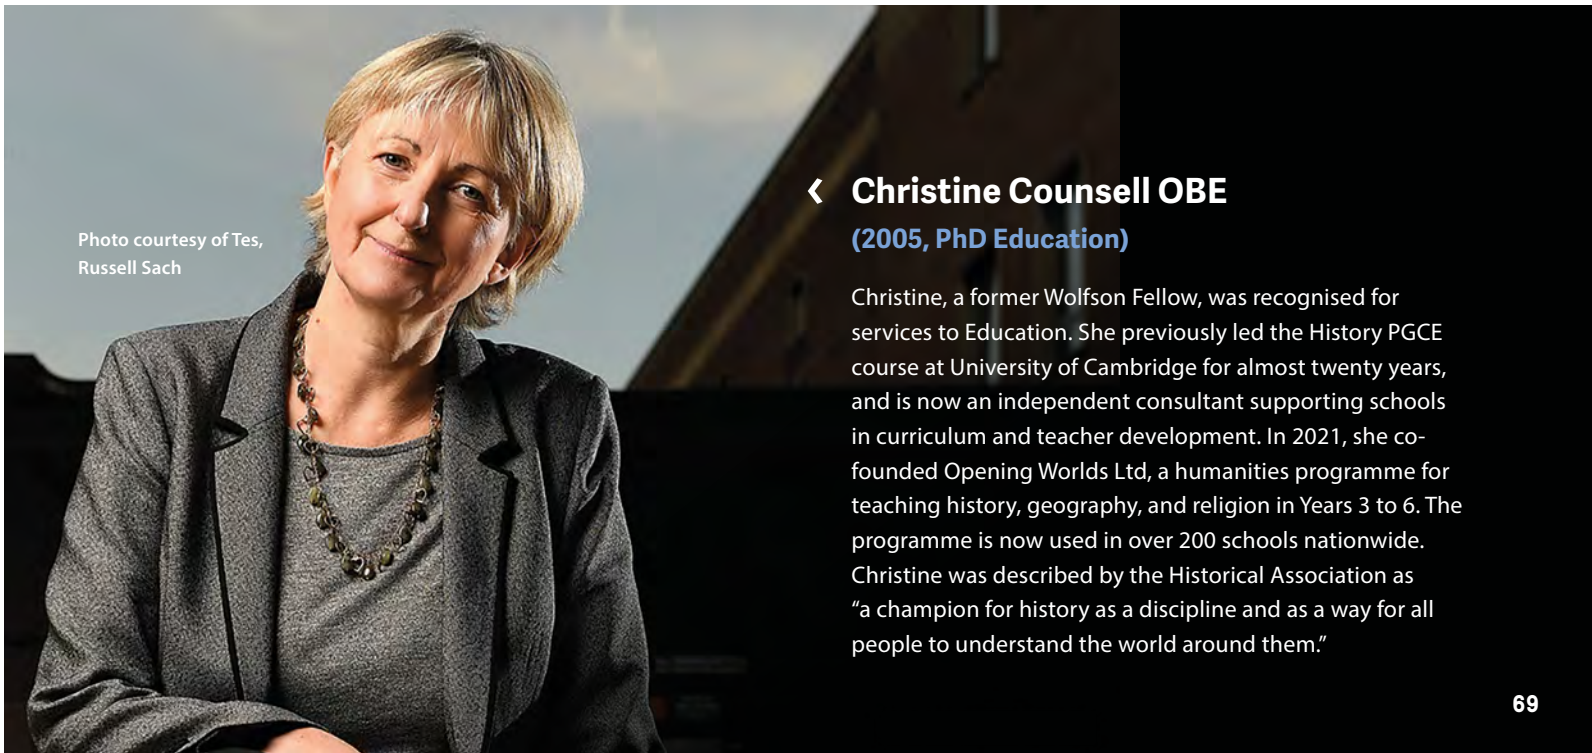 Photo courtesy of Tes,
Russell Sach
‹ Christine Counsell OBE
(2005, PhD Education)
Christine, a former Wolfson Fellow, was recognised for
services to Education. She previously led the History PGCE
course at University of Cambridge for almost twenty years,
and is now an independent consultant supporting schools
in curriculum and teacher development. In 2021, she co-
founded Opening Worlds Ltd, a humanities programme for
teaching history, geography, and religion in Years 3 to 6. The
programme is now used in over 200 schools nationwide.
Christine was described by the Historical Association as
“a champion for history as a discipline and as a way for all
people to understand the world around them.”
69